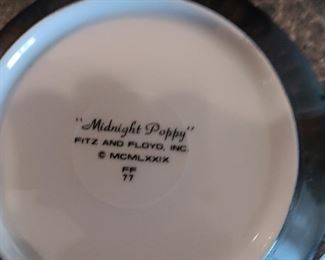 "Midnight Poppy"
FITZ AND FLOYD, INC.
© MCMLXXIX
FF
77